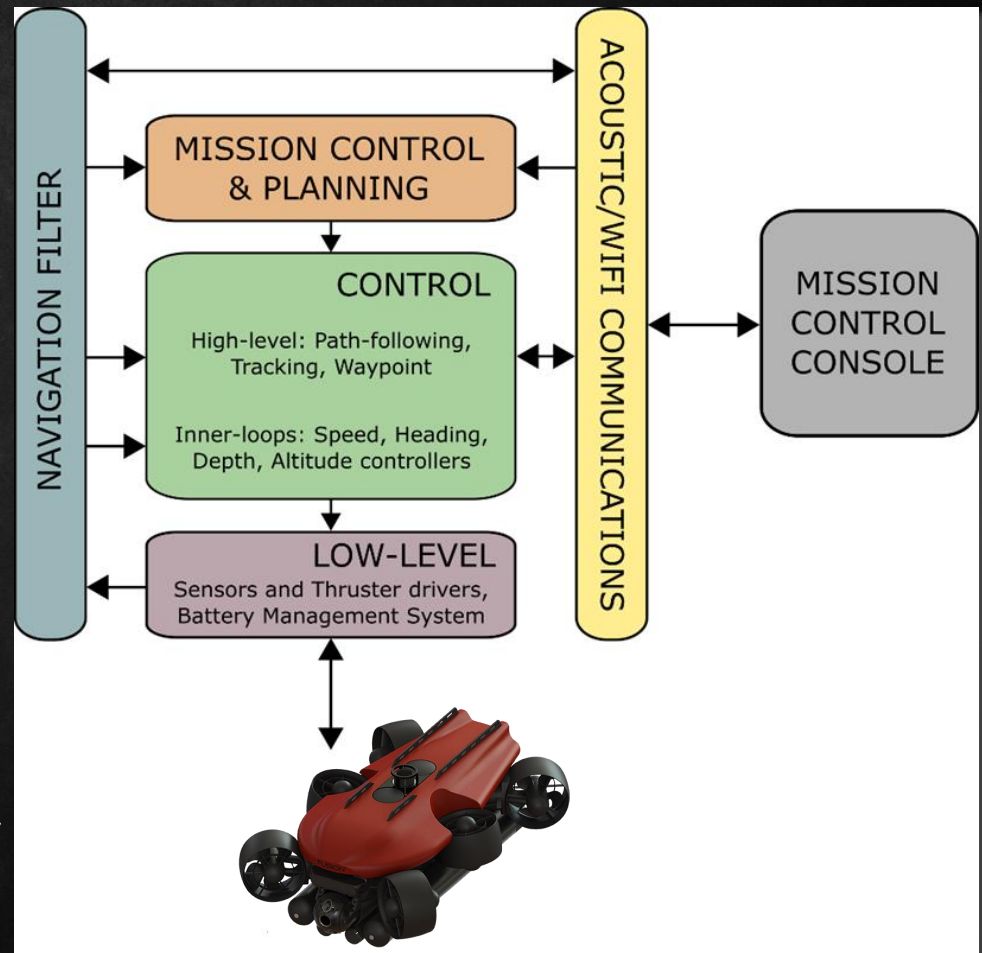 NAVIGATION FILTER
MISSION CONTROL
& PLANNING
CONTROL
High-level: Path-following,
Tracking, Waypoint
Inner-loops: Speed, Heading,
Depth, Altitude controllers
LOW-LEVEL
Sensors and Thruster drivers,
Battery Management System
ACOUSTIC/WIFI COMMUNICATIONS
MISSION
CONTROL
CONSOLE
FUSION